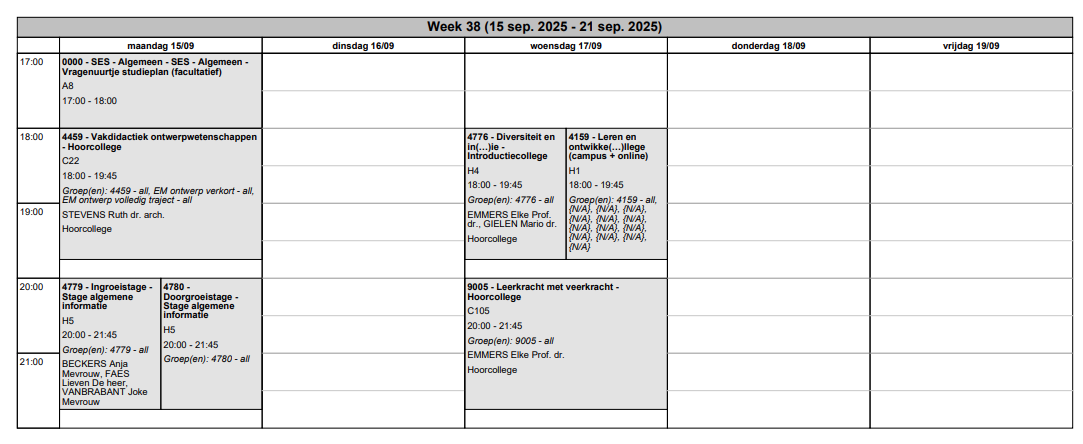 Week 38 (15 sep. 2025 - 21 sep. 2025)
maandag 15/09
dinsdag 16/09
woensdag 17/09
donderdag 18/09
vrijdag 19/09
17:00
0000 - SES - Algemeen - SES - Algemeen -
Vragenuurtje studieplan (facultatief)
A8
17:00 - 18:00
18:00
4459 - Vakdidactiek ontwerpwetenschappen
- Hoorcollege
C22
18:00 - 19:45
Groep(en): 4459 - all, EM ontwerp verkort - all,
EM ontwerp volledig traject - all
STEVENS Ruth dr. arch.
Hoorcollege
4776 - Diversiteit en
in(...)ie -
Introductiecollege
H4
18:00 - 19:45
Groep(en): 4776 - all
EMMERS Elke Prof.
dr., GIELEN Mario dr.
Hoorcollege
4159 - Leren en
ontwikke(...)llege
(campus + online)
H1
18:00 - 19:45
Groep(en): 4159 - all,
{N/A}, {N/A}, {N/A},
{N/A}, {N/A}, {N/A},
{N/A}, {N/A}, {N/A},
{N/A}, {N/A}, {N/A},
{N/A}
19:00
20:00
4779 - Ingroeistage -
Stage algemene
informatie
H5
20:00 - 21:45
Groep(en): 4779 - all
BECKERS Anja
Mevrouw, FAES
Lieven De heer,
VANBRABANT Joke
Mevrouw
4780 -
Doorgroeistage -
Stage algemene
informatie
H5
20:00 - 21:45
Groep(en): 4780 - all
9005 - Leerkracht met veerkracht -
Hoorcollege
C105
20:00 - 21:45
Groep(en): 9005 - all
EMMERS Elke Prof. dr.
Hoorcollege
21:00